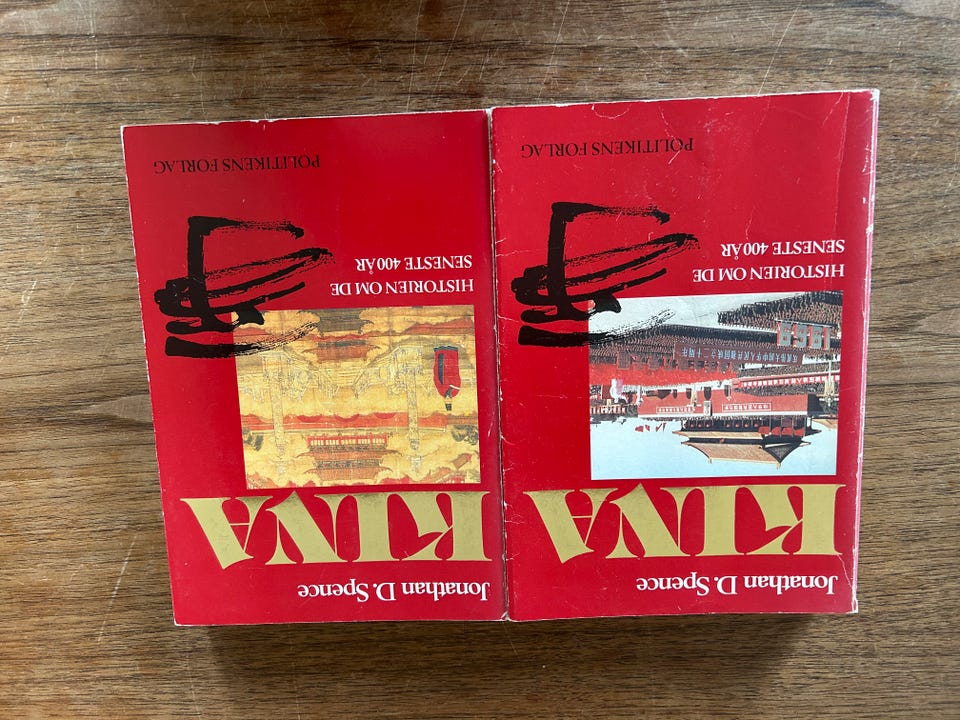 Jonathan D. Spence
KINA
HISTORIEN OM DE
SENESTE 400 ÅR
POLITIKENS FORLAG
Jonathan D. Spence
KINA
HISTORIEN OM DE
SENESTE 400 ÅR
POLITIKENS FORLAG